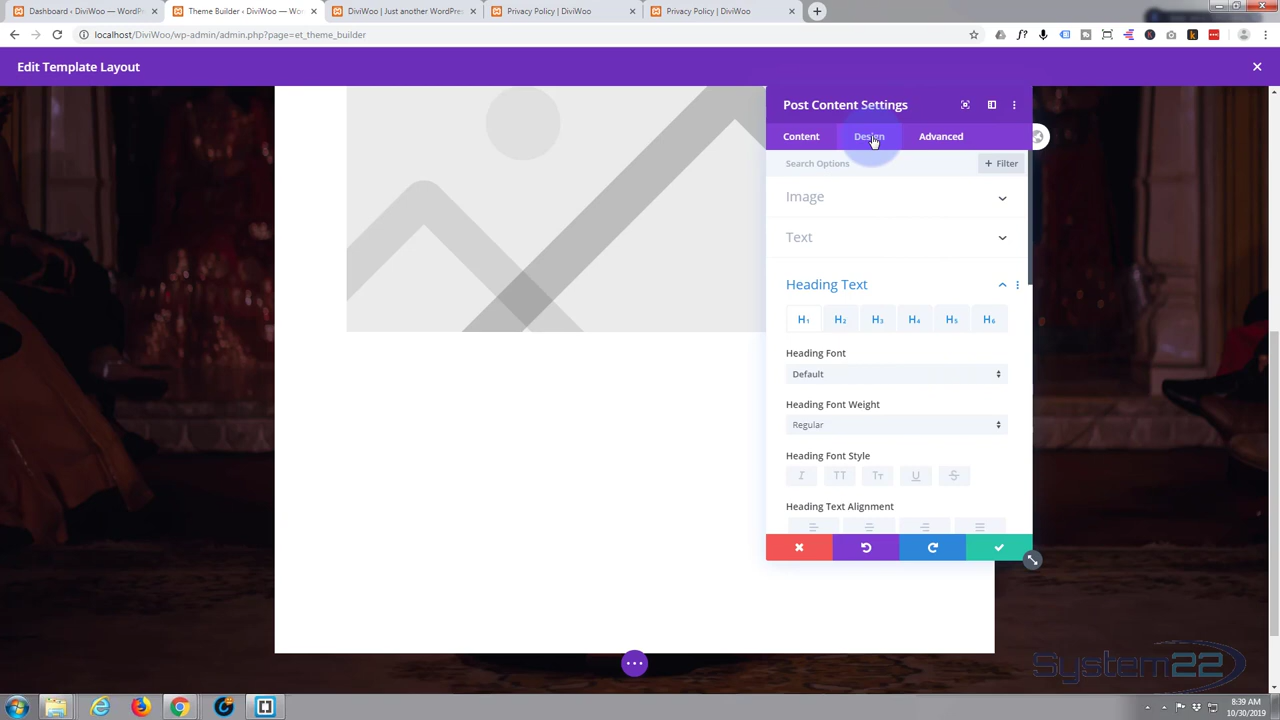 Dashboard ‹ DiviWoo — WordPr
Theme Builder ‹ DiviWoo — Wo
DiviWoo | Just another WordPres
Privacy Policy | DiviWoo
Privacy Policy | DiviWoo
localhost/DiviWoo/wp-admin/admin.php?page=et_theme_builder
Edit Template Layout
Post Content Settings
Content
Design
Advanced
Search Options
+ Filter
Image
Text
Heading Text
H1 H2 H3 H4 H5 H6
Heading Font
Default
Heading Font Weight
Regular
Heading Font Style
I TT Tт U S
Heading Text Alignment
System22
8:39 AM
10/30/2019